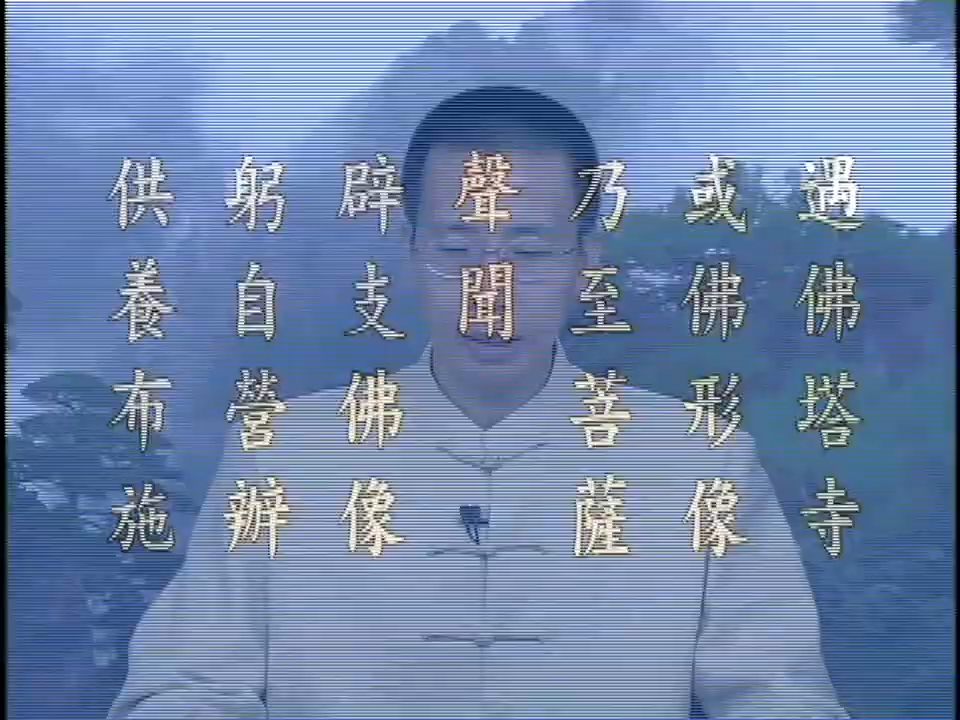 遇佛塔寺
或佛形像
乃至菩薩
聲聞
辟支佛像
躬自營辦
供養布施